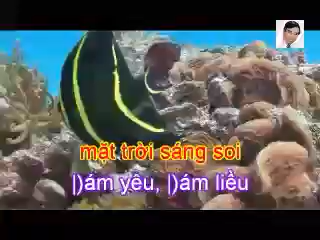 mặt trời sáng soi
|)ám yêu, |)ám liều